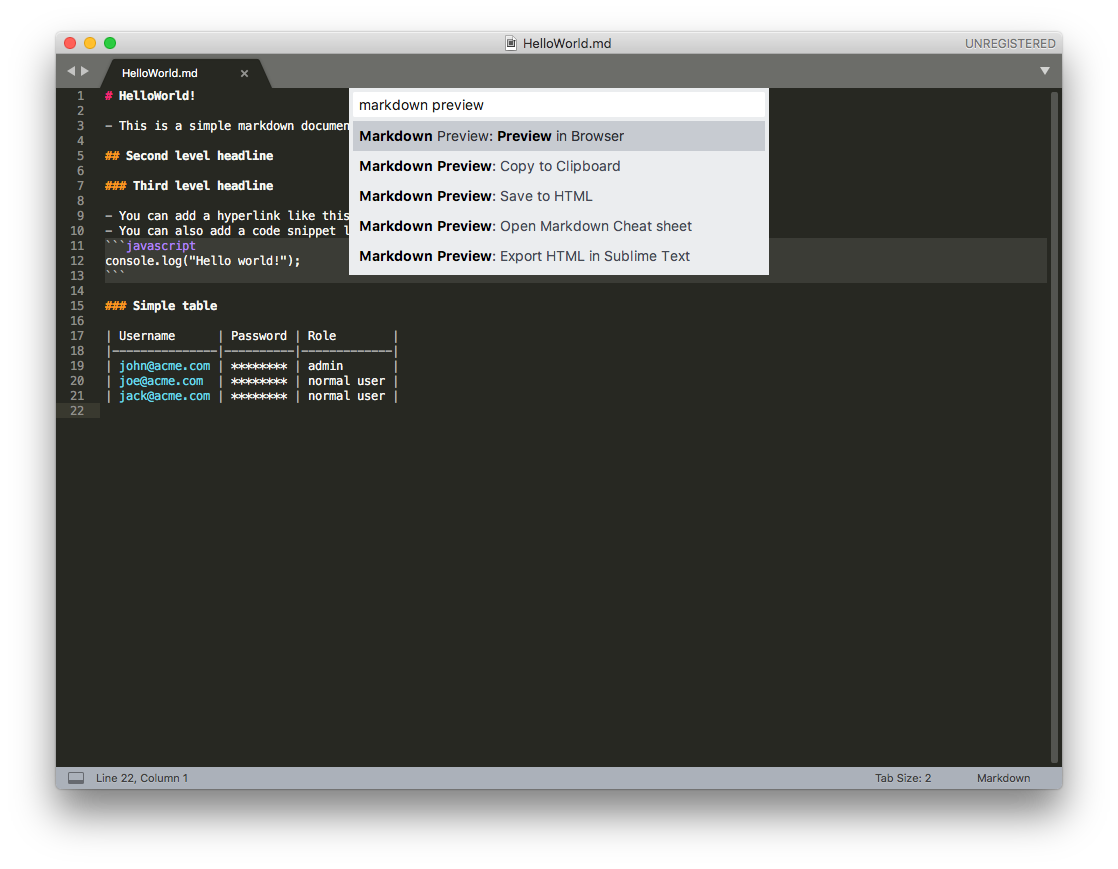 HelloWorld.md
UNREGISTERED
HelloWorld.md
markdown preview
Markdown Preview: Preview in Browser
Markdown Preview: Copy to Clipboard
Markdown Preview: Save to HTML
Markdown Preview: Open Markdown Cheat sheet
Markdown Preview: Export HTML in Sublime Text
1 # HelloWorld!
2
3 - This is a simple markdown documen
4
5 ## Second level headline
6
7 ### Third level headline
8
9 - You can add a hyperlink like this
10 - You can also add a code snippet l
11 ```javascript
12 console.log("Hello world!");
13 ```
14
15 ### Simple table
16
17 | Username      | Password | Role        |
18 |---------------|----------|-------------|
19 | john@acme.com | ******** | admin       |
20 | joe@acme.com  | ******** | normal user |
21 | jack@acme.com | ******** | normal user |
22
Line 22, Column 1
Tab Size: 2
Markdown